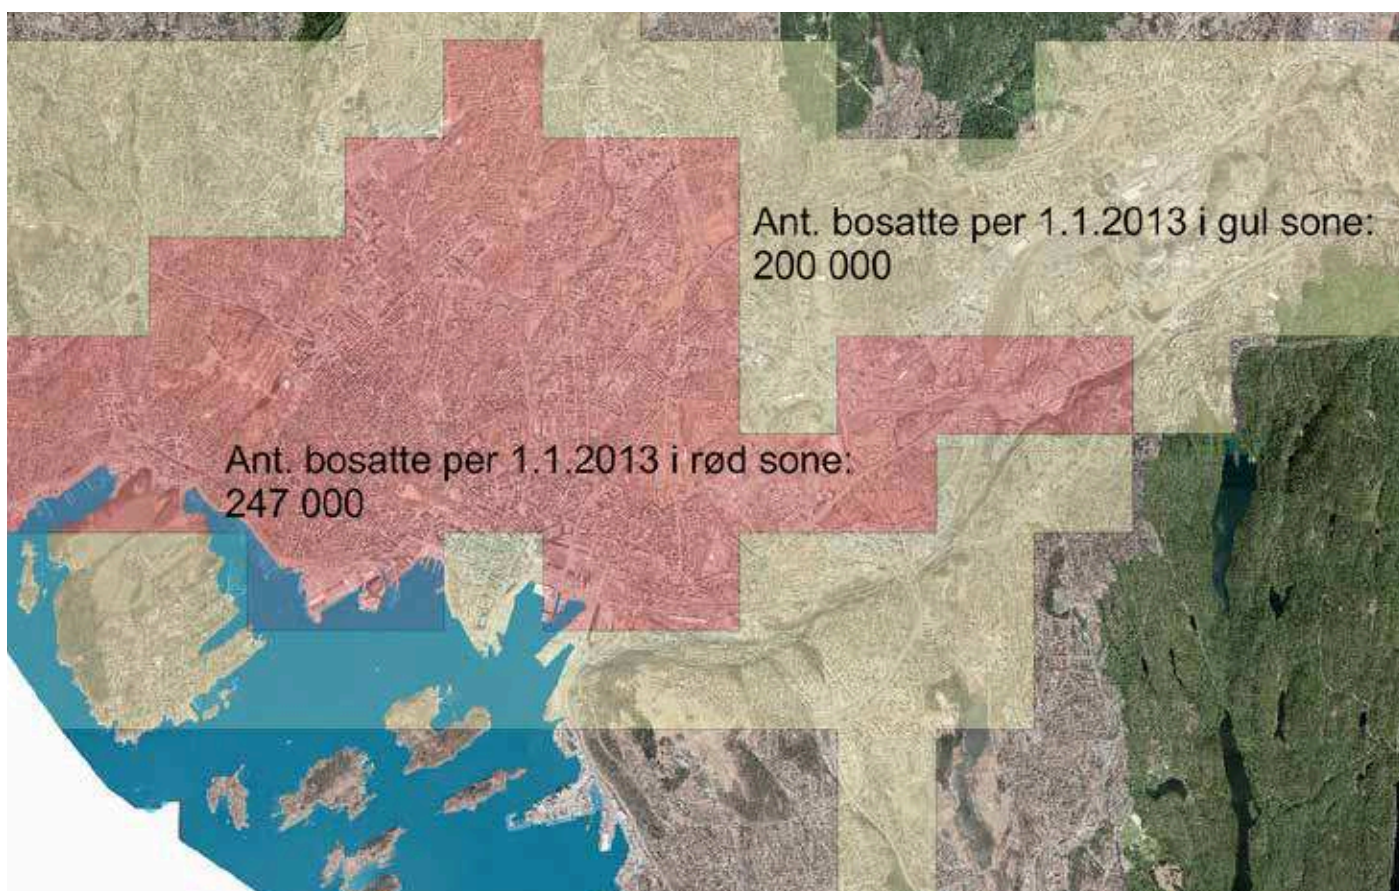 Ant. bosatte per 1.1.2013 i gul sone:
200 000
Ant. bosatte per 1.1.2013 i rød sone:
247 000